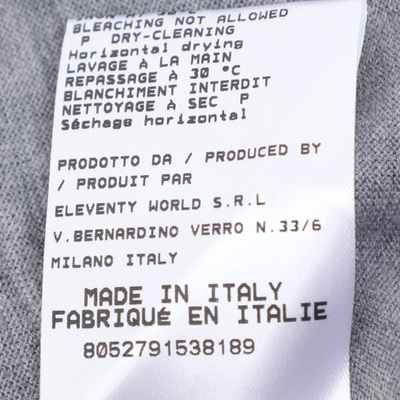 BLEACHING NOT ALLOWED
P DRY-CLEANING
Horizontal drying
LAVAGE À LA MAIN
REPASSAGE À 30 °C
BLANCHIMENT INTERDIT
NETTOYAGE À SEC P
Séchage horizontal
PRODOTTO DA / PRODUCED BY
/ PRODUIT PAR
ELEVENTY WORLD S.R.L
V.BERNARDINO VERRO N.33/6
MILANO ITALY
MADE IN ITALY
FABRIQUé EN ITALIE
8052791538189